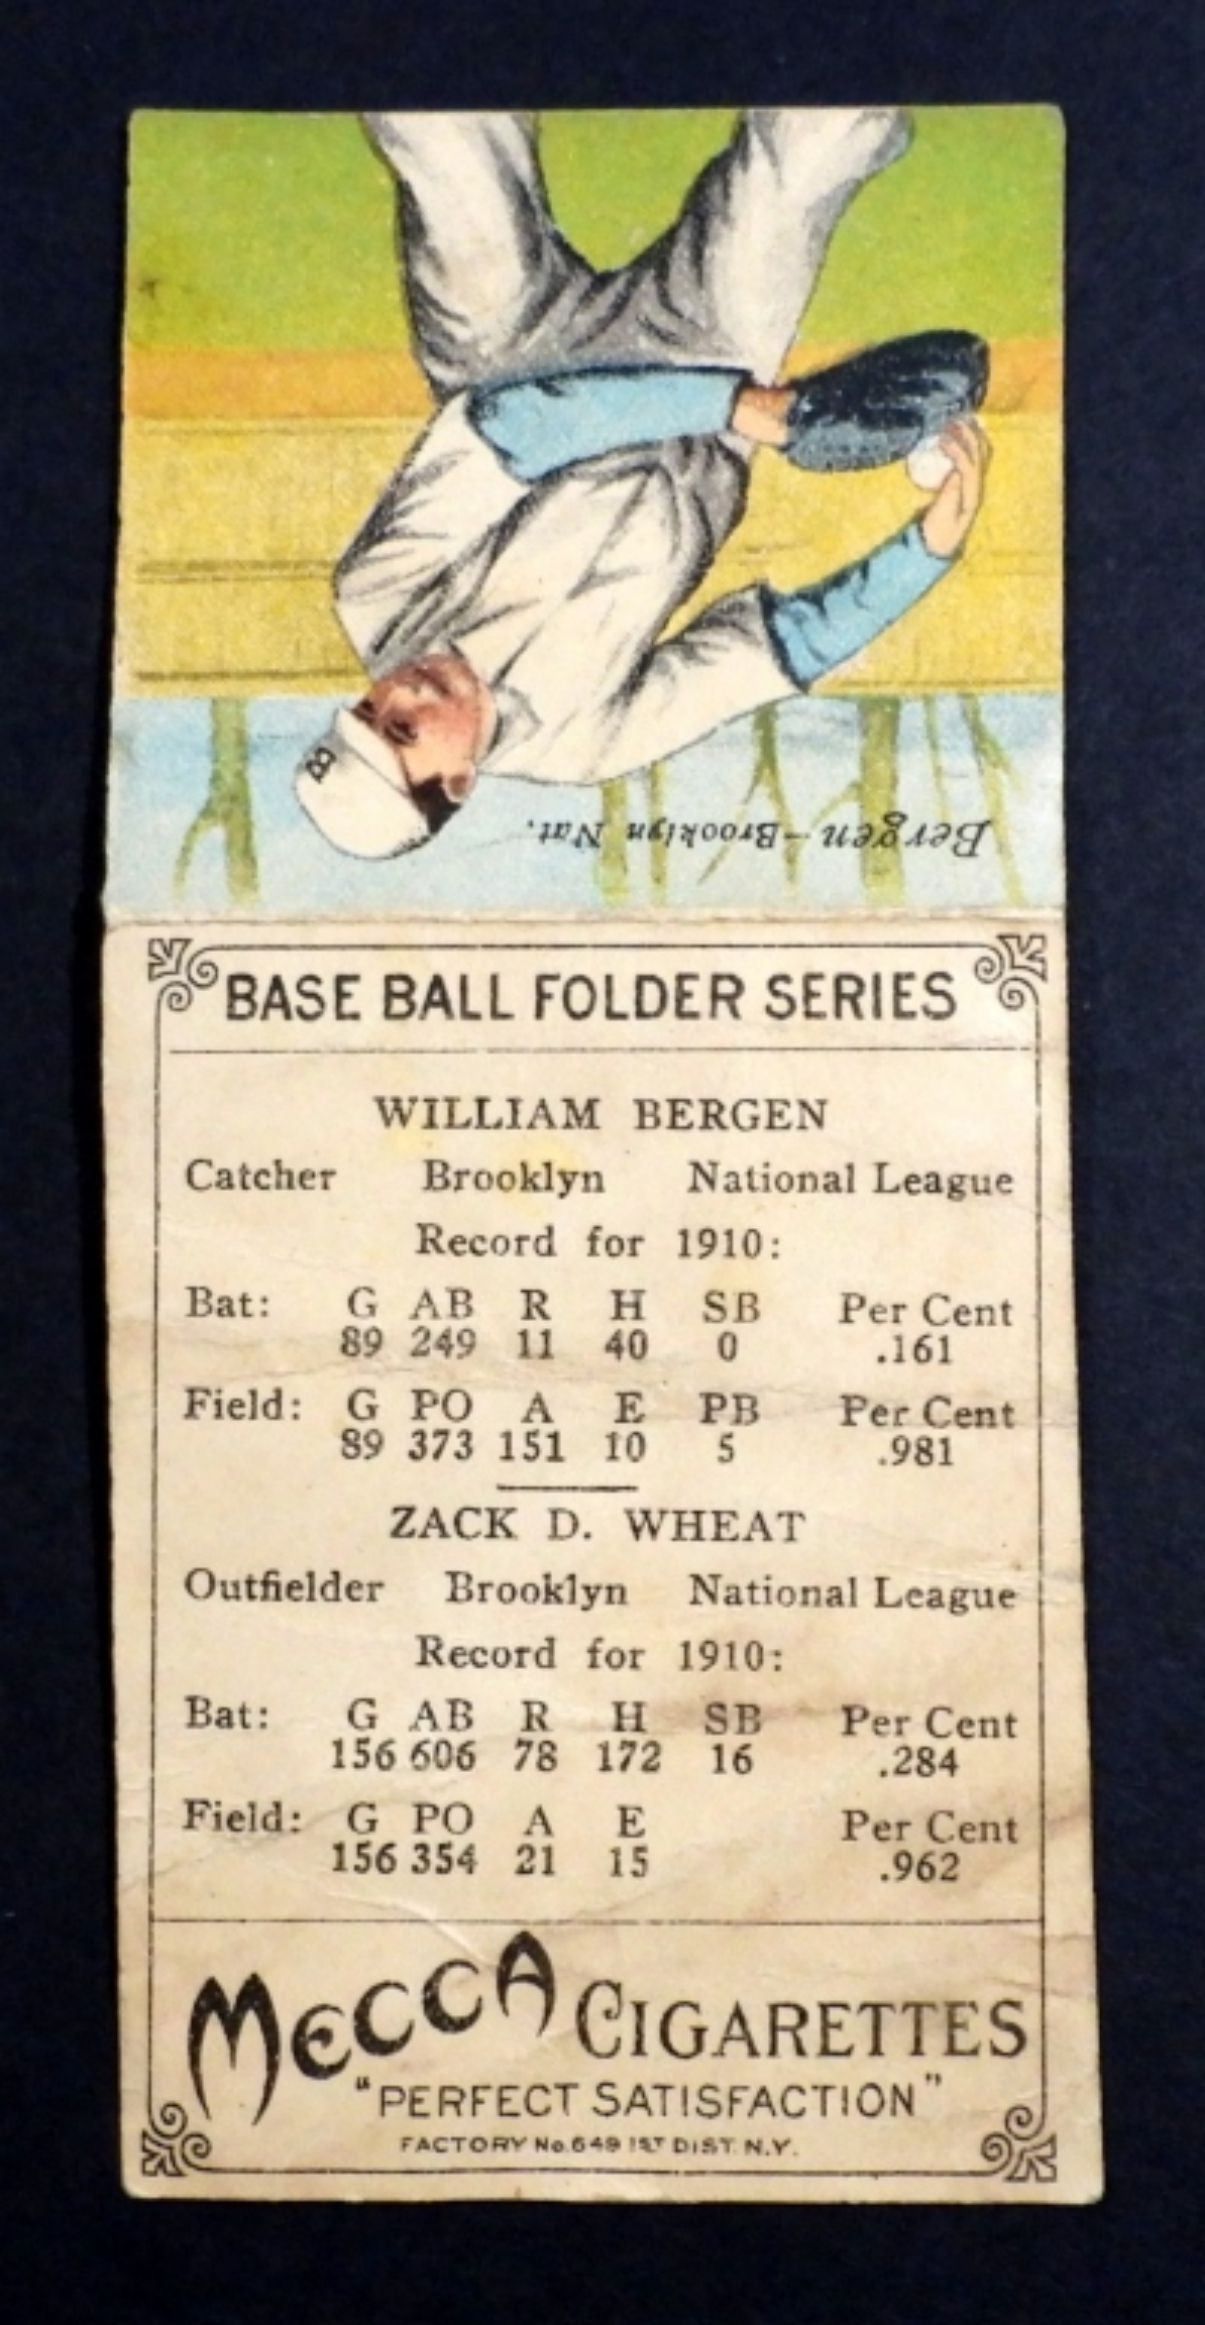 B
Bergen—Brooklyn Nat.
BASE BALL FOLDER SERIES
WILLIAM BERGEN
Catcher Brooklyn National League
Record for 1910:
Bat: G AB R H SB Per Cent
89 249 11 40 0 .161
Field: G PO A E PB Per Cent
89 373 151 10 5 .981
ZACK D. WHEAT
Outfielder Brooklyn National League
Record for 1910:
Bat: G AB R H SB Per Cent
156 606 78 172 16 .284
Field: G PO A E Per Cent
156 354 21 15 .962
MECCA CIGARETTES
"PERFECT SATISFACTION"
FACTORY No. 649 1ST DIST. N.Y.